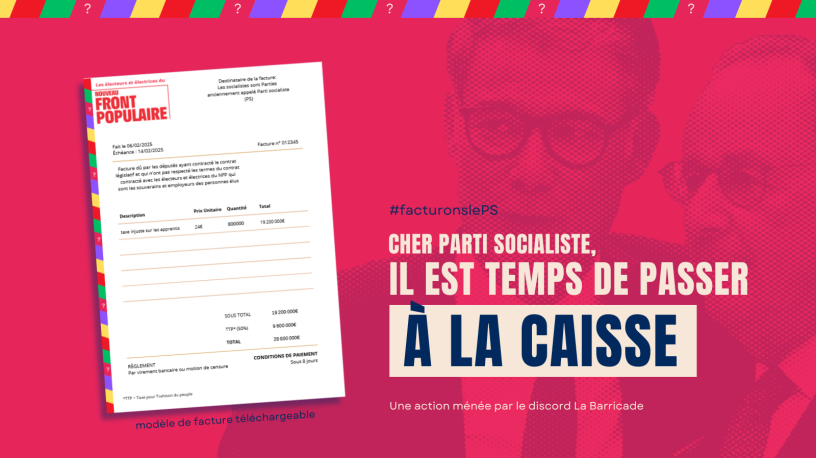 ? ? ? ? ? ?
Les électeurs et électrices du
NOUVEAU
FRONT
POPULAIRE
Destinataire de la facture:
Les socialistes sont Parties
anciennement appelé Parti socialiste
(PS)
Fait le 06/02/2025
Échéance : 14/02/2025
Facture n° 012345
Facture dû par les députés ayant contracté le contrat
législatif et qui n'ont pas respecté les termes du contrat
contracté avec les électeurs et électrices du NFP qui
sont les souverains et employeurs des personnes élus
Description Prix Unitaire Quantité Total
taxe injuste sur les apprentis 24€ 800000 19 200 000€
SOUS TOTAL 19 200 000€
TTP* (50%) 9 600 000€
TOTAL 28 800 000€
RÈGLEMENT
Par virement bancaire ou motion de censure
CONDITIONS DE PAIEMENT
Sous 8 jours
*TTP = Taxe pour Trahison du peuple
modèle de facture téléchargeable
#facturonslePS
CHER PARTI SOCIALISTE,
IL EST TEMPS DE PASSER
À LA CAISSE
Une action ménée par le discord La Barricade